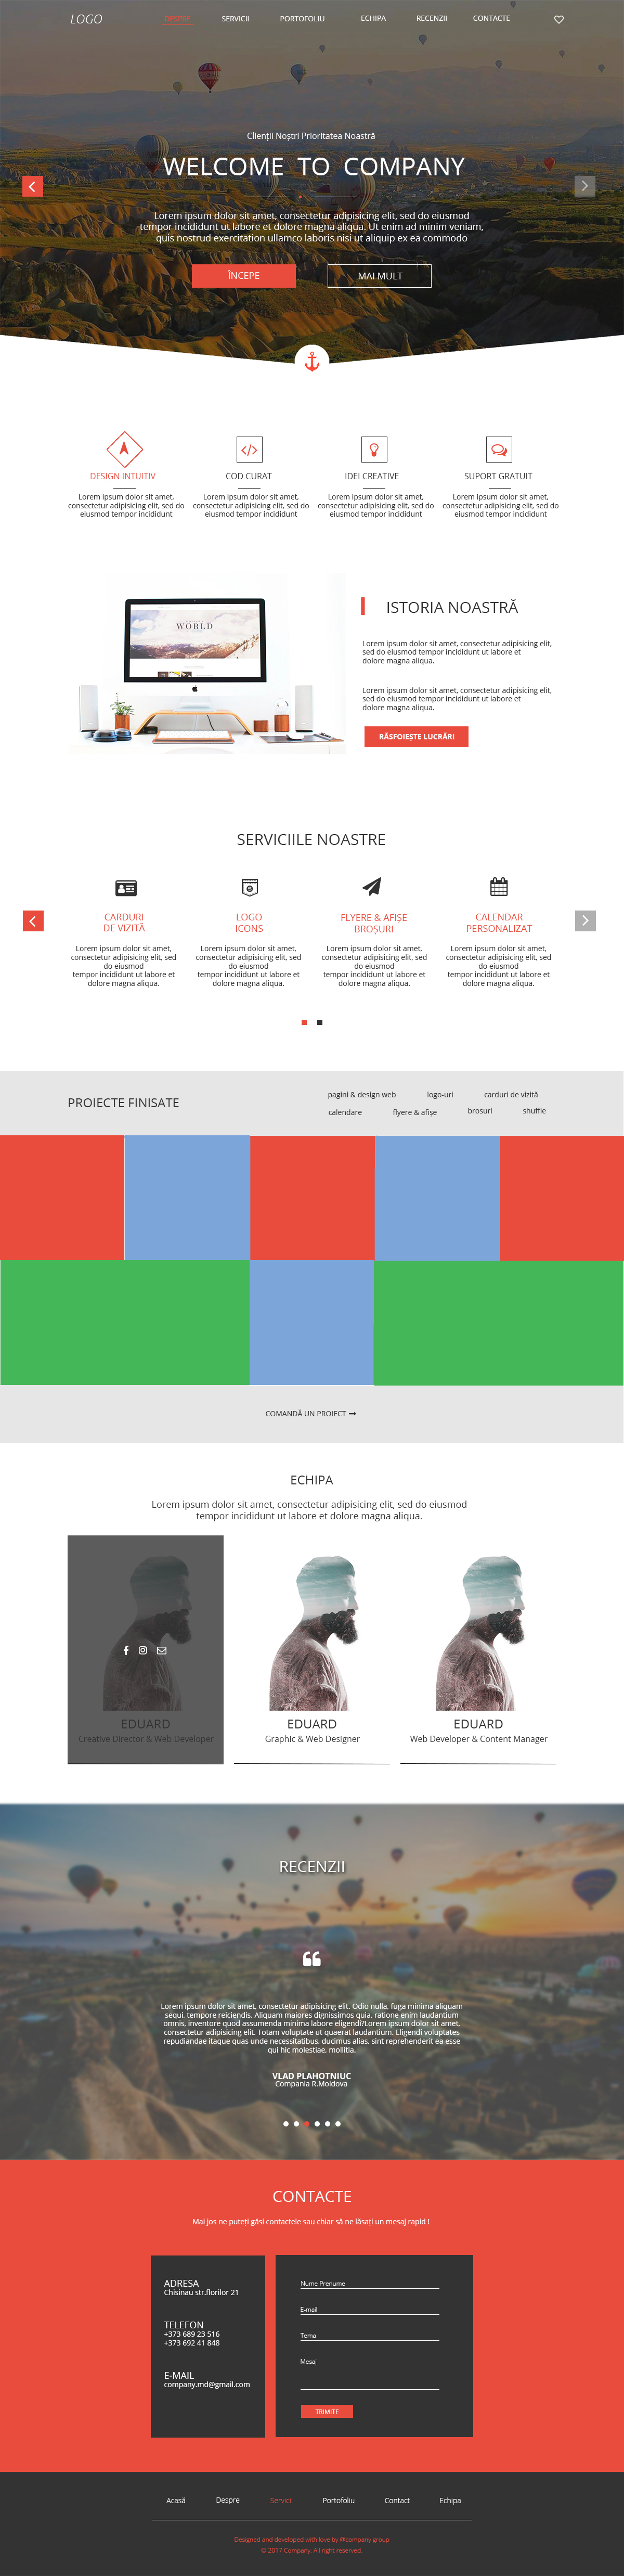 LOGO
DESPRE
SERVICII
PORTOFOLIU
ECHIPA
RECENZII
CONTACTE
Clienții Noștri Prioritatea Noastră
WELCOME TO COMPANY
Lorem ipsum dolor sit amet, consectetur adipisicing elit, sed do eiusmod
tempor incididunt ut labore et dolore magna aliqua. Ut enim ad minim veniam,
quis nostrud exercitation ullamco laboris nisi ut aliquip ex ea commodo
ÎNCEPE
MAI MULT
DESIGN INTUITIV
Lorem ipsum dolor sit amet,
consectetur adipisicing elit, sed do
eiusmod tempor incididunt
COD CURAT
Lorem ipsum dolor sit amet,
consectetur adipisicing elit, sed do
eiusmod tempor incididunt
IDEI CREATIVE
Lorem ipsum dolor sit amet,
consectetur adipisicing elit, sed do
eiusmod tempor incididunt
SUPORT GRATUIT
Lorem ipsum dolor sit amet,
consectetur adipisicing elit, sed do
eiusmod tempor incididunt
WORLD
ISTORIA NOASTRĂ
Lorem ipsum dolor sit amet, consectetur adipisicing elit,
sed do eiusmod tempor incididunt ut labore et
dolore magna aliqua.
Lorem ipsum dolor sit amet, consectetur adipisicing elit,
sed do eiusmod tempor incididunt ut labore et
dolore magna aliqua.
RĂSFOIEȘTE LUCRĂRI
SERVICIILE NOASTRE
CARDURI
DE VIZITĂ
Lorem ipsum dolor sit amet,
consectetur adipisicing elit, sed
do eiusmod
tempor incididunt ut labore et
dolore magna aliqua.
LOGO
ICONS
Lorem ipsum dolor sit amet,
consectetur adipisicing elit, sed
do eiusmod
tempor incididunt ut labore et
dolore magna aliqua.
FLYERE & AFIȘE
BROȘURI
Lorem ipsum dolor sit amet,
consectetur adipisicing elit, sed
do eiusmod
tempor incididunt ut labore et
dolore magna aliqua.
CALENDAR
PERSONALIZAT
Lorem ipsum dolor sit amet,
consectetur adipisicing elit, sed
do eiusmod
tempor incididunt ut labore et
dolore magna aliqua.
PROIECTE FINISATE
pagini & design web
logo-uri
carduri de vizită
calendare
flyere & afișe
brosuri
shuffle
COMANDĂ UN PROIECT
ECHIPA
Lorem ipsum dolor sit amet, consectetur adipisicing elit, sed do eiusmod
tempor incididunt ut labore et dolore magna aliqua.
EDUARD
Creative Director & Web Developer
EDUARD
Graphic & Web Designer
EDUARD
Web Developer & Content Manager
RECENZII
Lorem ipsum dolor sit amet, consectetur adipisicing elit. Odio nulla, fuga minima aliquam
sequi, tempore reiciendis. Aliquam maiores dignissimos quia, ratione enim laudantium
omnis, inventore quod assumenda minima labore eligendi?Lorem ipsum dolor sit amet,
consectetur adipisicing elit. Totam voluptate ut quaerat laudantium. Eligendi voluptates
repudiandae itaque quas unde necessitatibus, ducimus alias, sint reprehenderit ea esse
qui hic molestiae, mollitia.
VLAD PLAHOTNIUC
Compania R.Moldova
CONTACTE
Mai jos ne puteți găsi contactele sau chiar să ne lăsați un mesaj rapid !
ADRESA
Chisinau str.florilor 21
TELEFON
+373 689 23 516
+373 692 41 848
E-MAIL
company.md@gmail.com
Nume Prenume
E-mail
Tema
Mesaj
TRIMITE
Acasă
Despre
Servicii
Portofoliu
Contact
Echipa
Designed and developed with love by @company group
© 2017 Company. All right reserved.